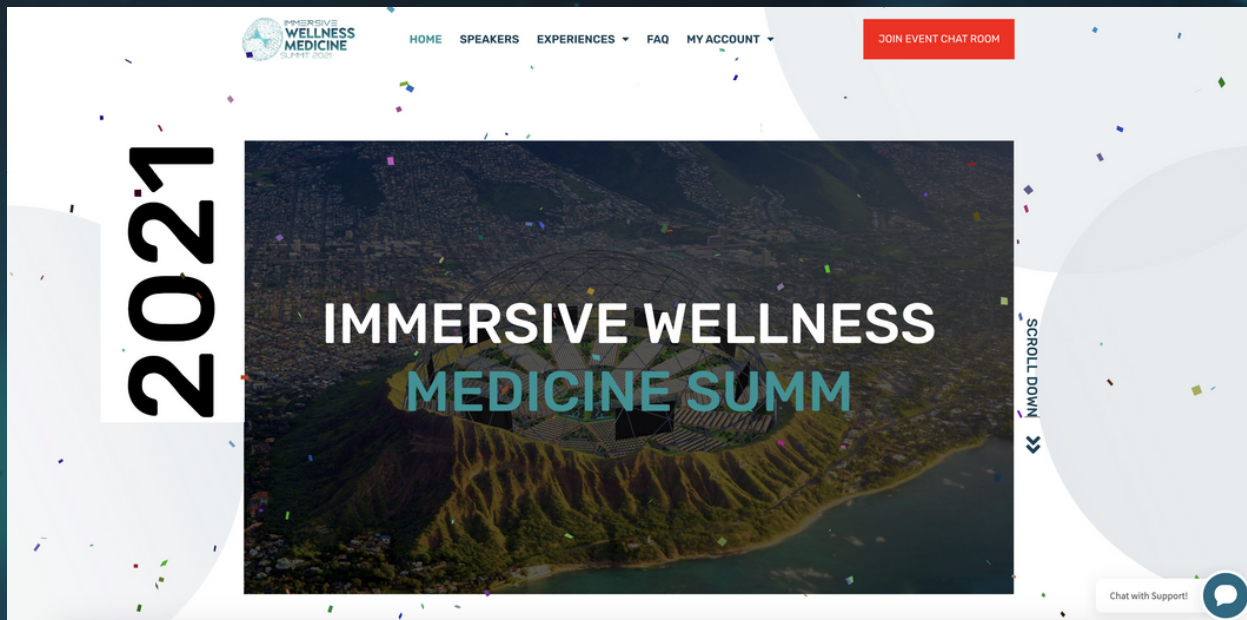 IMMERSIVE
WELLNESS
MEDICINE
SUMMIT 2021
HOME SPEAKERS EXPERIENCES FAQ MY ACCOUNT
JOIN EVENT CHAT ROOM
2021
IMMERSIVE WELLNESS
MEDICINE SUMM
SCROLL DOWN
Chat with Support!